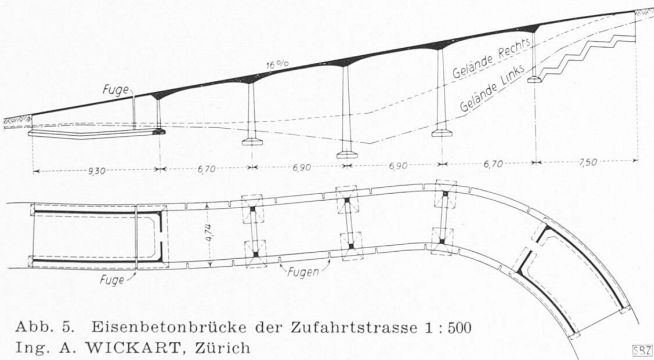 16%
Fuge
Gelände Rechts
Gelände Links
9,30 6,70 6,90 6,90 6,70 7,50
4,74
Fuge
Fugen
Abb. 5. Eisenbetonbrücke der Zufahrtstrasse 1 : 500
Ing. A. WICKART, Zürich
SBZ